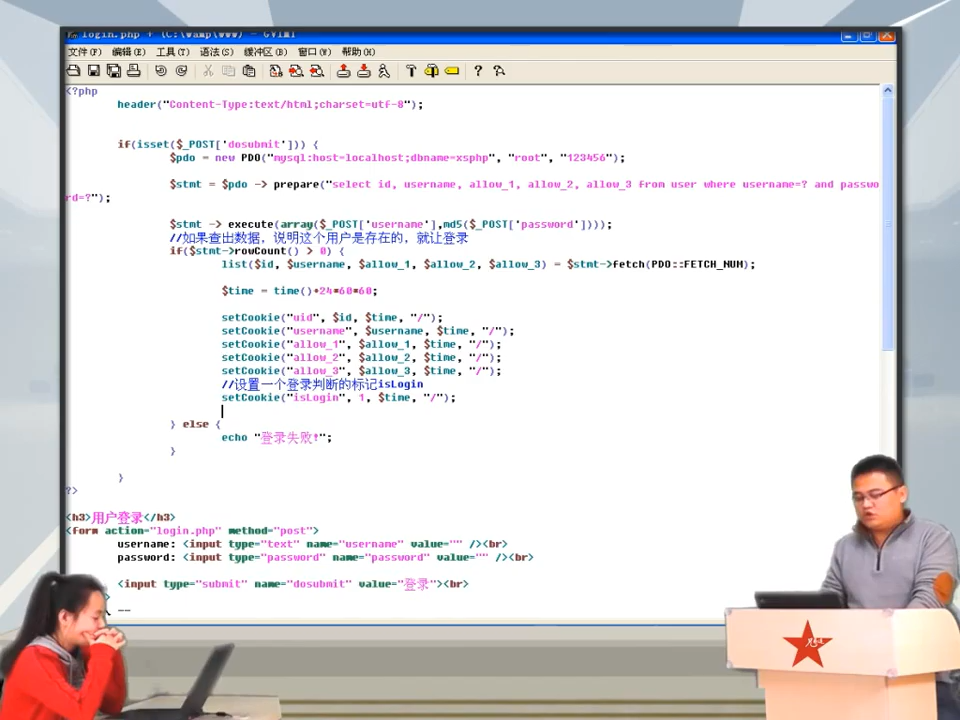 login.php + (C:\wamp\www) - GVIM1
文件(F) 编辑(E) 工具(T) 语法(S) 缓冲区(B) 窗口(W) 帮助(H)
<?php
header("Content-Type:text/html;charset=utf-8");
if(isset($_POST['dosubmit'])) {
$pdo = new PDO("mysql:host=localhost;dbname=xsphp", "root", "123456");
$stmt = $pdo -> prepare("select id, username, allow_1, allow_2, allow_3 from user where username=? and passwo
rd=?");
$stmt -> execute(array($_POST['username'],md5($_POST['password'])));
//如果查出数据，说明这个用户是存在的，就让登录
if($stmt->rowCount() > 0) {
list($id, $username, $allow_1, $allow_2, $allow_3) = $stmt->fetch(PDO::FETCH_NUM);
$time = time()+24*60*60;
setCookie("uid", $id, $time, "/");
setCookie("username", $username, $time, "/");
setCookie("allow_1", $allow_1, $time, "/");
setCookie("allow_2", $allow_2, $time, "/");
setCookie("allow_3", $allow_3, $time, "/");
//设置一个登录判断的标记isLogin
setCookie("isLogin", 1, $time, "/");
} else {
echo "登录失败!";
}
}
?>
<h3>用户登录</h3>
<form action="login.php" method="post">
username: <input type="text" name="username" value="" /><br>
password: <input type="password" name="password" value="" /><br>
<input type="submit" name="dosubmit" value="登录"><br>